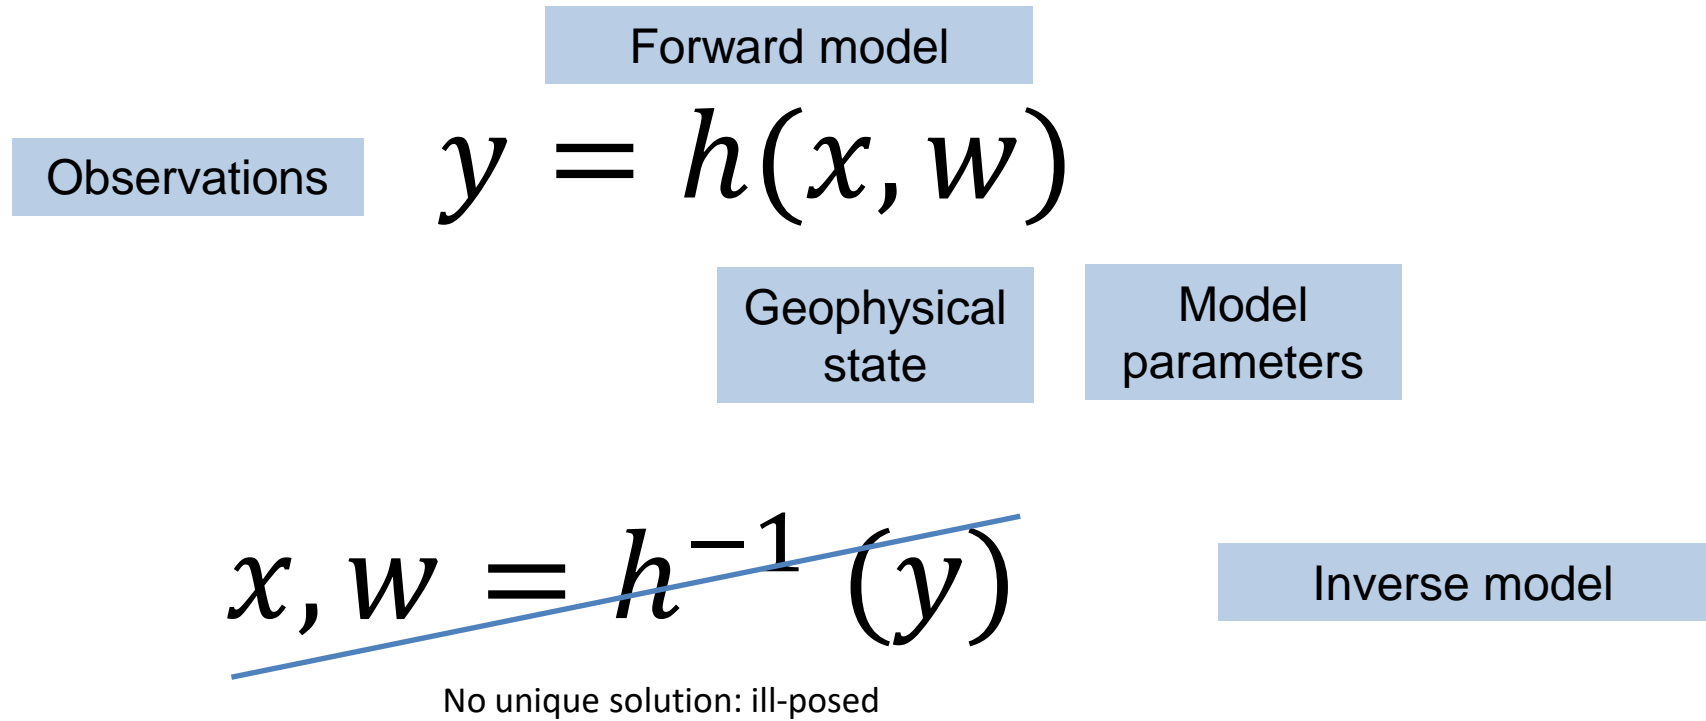 Forward model
Observations
y = h(x, w)
Geophysical
state
Model
parameters
x, w = h⁻¹ (y)
Inverse model
No unique solution: ill-posed